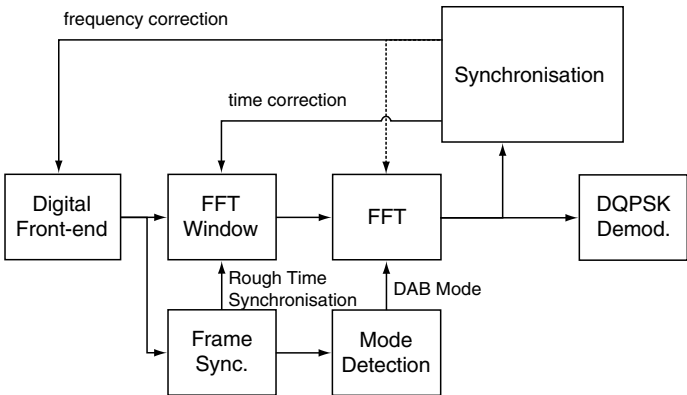 frequency correction
Synchronisation
time correction
Digital
Front-end
FFT
Window
FFT
DQPSK
Demod.
Rough Time
Synchronisation
DAB Mode
Frame
Sync.
Mode
Detection